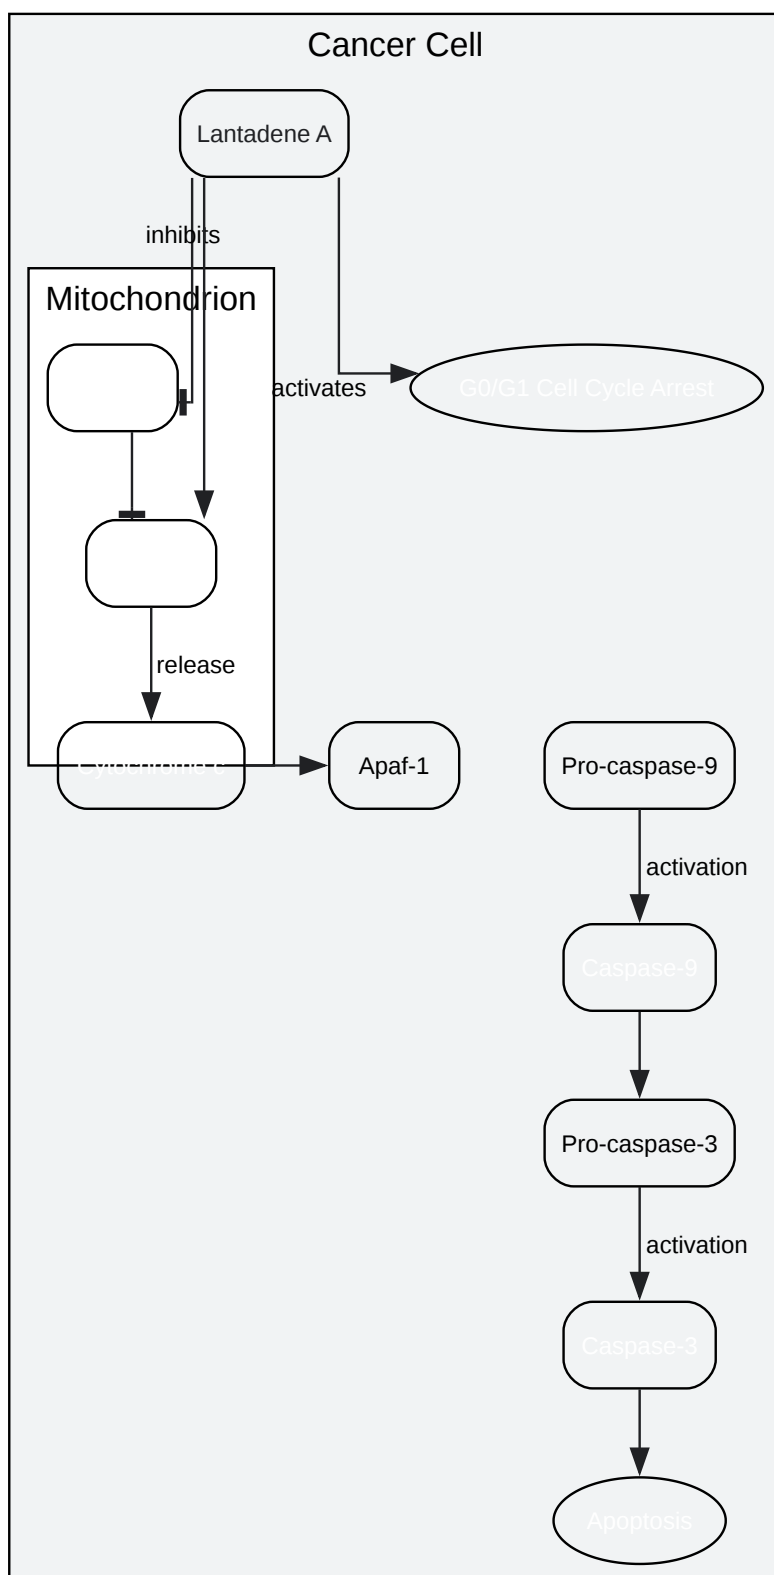 Cancer Cell
Lantadene A
inhibits
Mitochondrion
activates
G0/G1 Cell Cycle Arrest
release
Cytochrome c
Apaf-1
Pro-caspase-9
activation
Caspase-9
Pro-caspase-3
activation
Caspase-3
Apoptosis